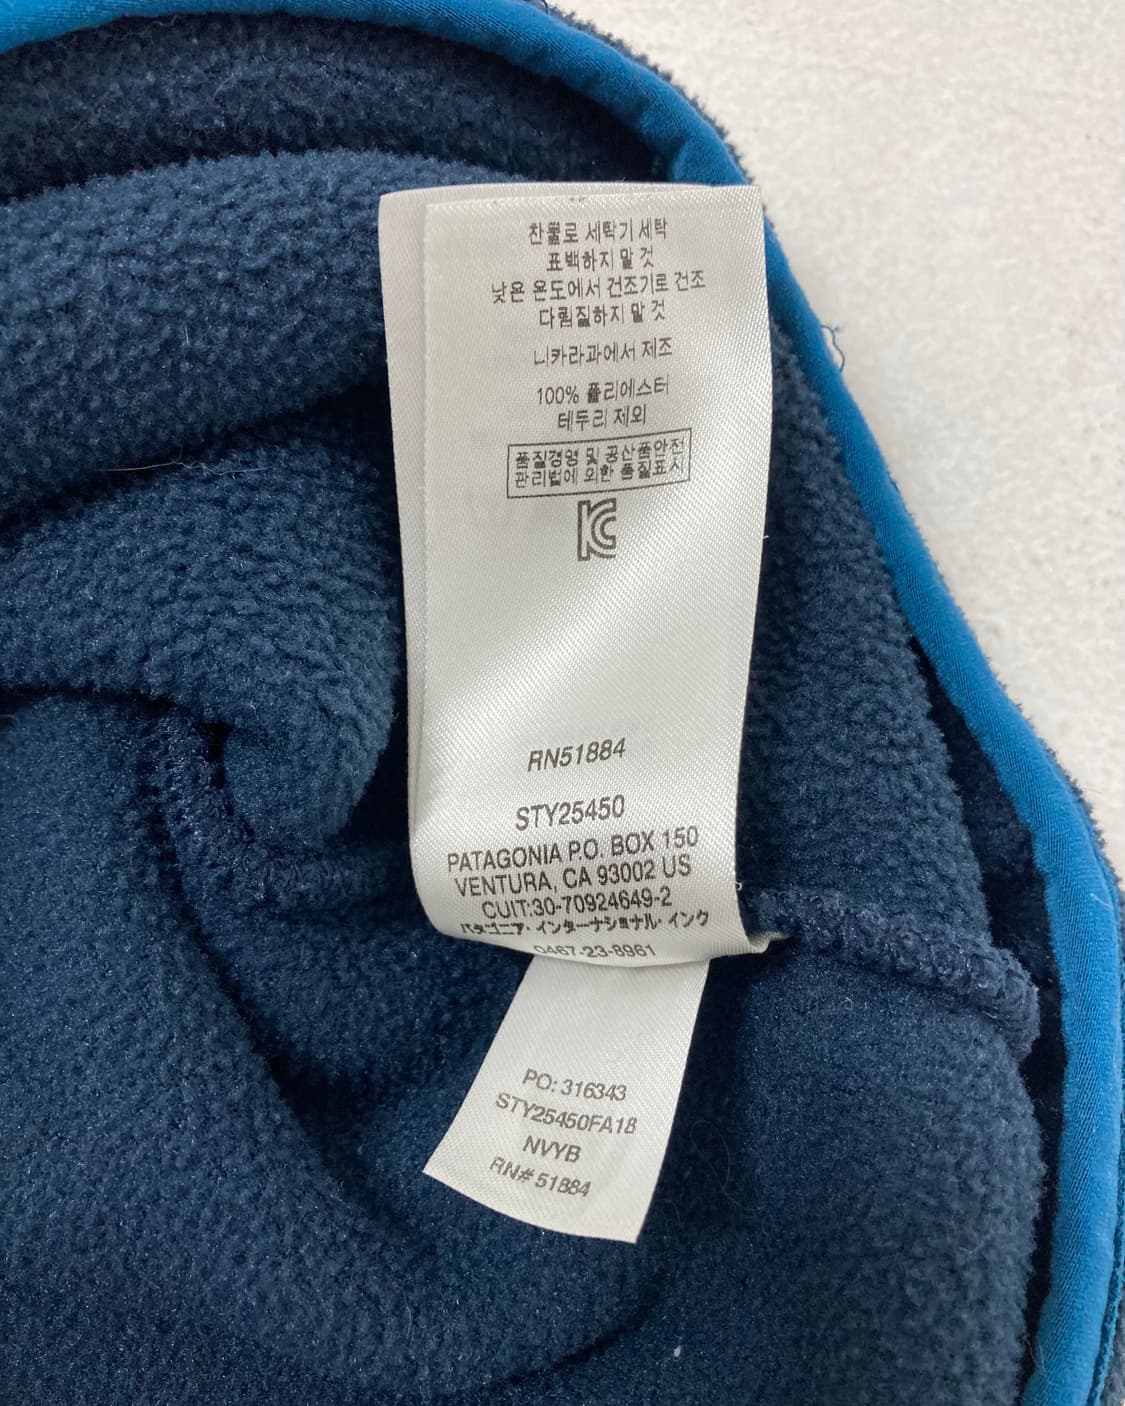 찬물로 세탁기 세탁
표백하지 말 것
낮은 온도에서 건조기로 건조
다림질하지 말 것
니카라과에서 제조
100% 폴리에스터
테두리 제외
품질경영 및 공산품안전
관리법에 의한 품질표시
KC
RN51884
STY25450
PATAGONIA P.O. BOX 150
VENTURA, CA 93002 US
CUIT:30-70924649-2
パタゴニア・インターナショナル・インク
0467-23-8961
PO: 316343
STY25450FA18
NVYB
RN# 51884